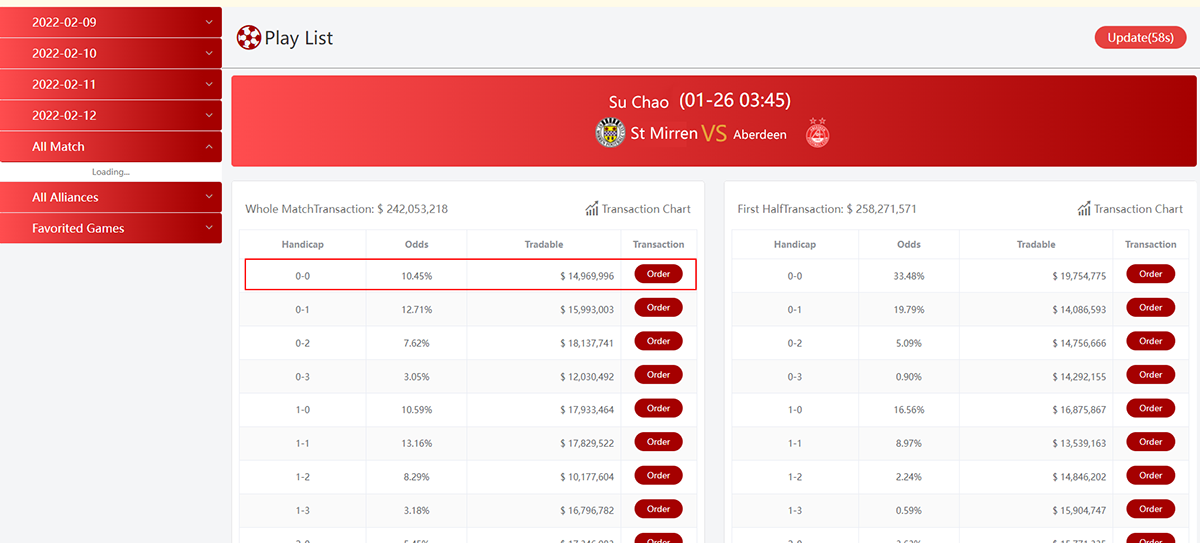 2022-02-09
2022-02-10
2022-02-11
2022-02-12
All Match
Loading...
All Alliances
Favorited Games
Play List
Update(58s)
Su Chao (01-26 03:45)
St Mirren VS Aberdeen
Whole MatchTransaction: $ 242,053,218
Transaction Chart
Handicap Odds Tradable Transaction
0-0 10.45% $ 14,969,996 Order
0-1 12.71% $ 15,993,003 Order
0-2 7.62% $ 18,137,741 Order
0-3 3.05% $ 12,030,492 Order
1-0 10.59% $ 17,933,464 Order
1-1 13.16% $ 17,829,522 Order
1-2 8.29% $ 10,177,604 Order
1-3 3.18% $ 16,796,782 Order
First HalfTransaction: $ 258,271,571
Transaction Chart
Handicap Odds Tradable Transaction
0-0 33.48% $ 19,754,775 Order
0-1 19.79% $ 14,086,593 Order
0-2 5.09% $ 14,756,666 Order
0-3 0.90% $ 14,292,155 Order
1-0 16.56% $ 16,875,867 Order
1-1 8.97% $ 13,539,163 Order
1-2 2.24% $ 14,846,202 Order
1-3 0.59% $ 15,904,747 Order